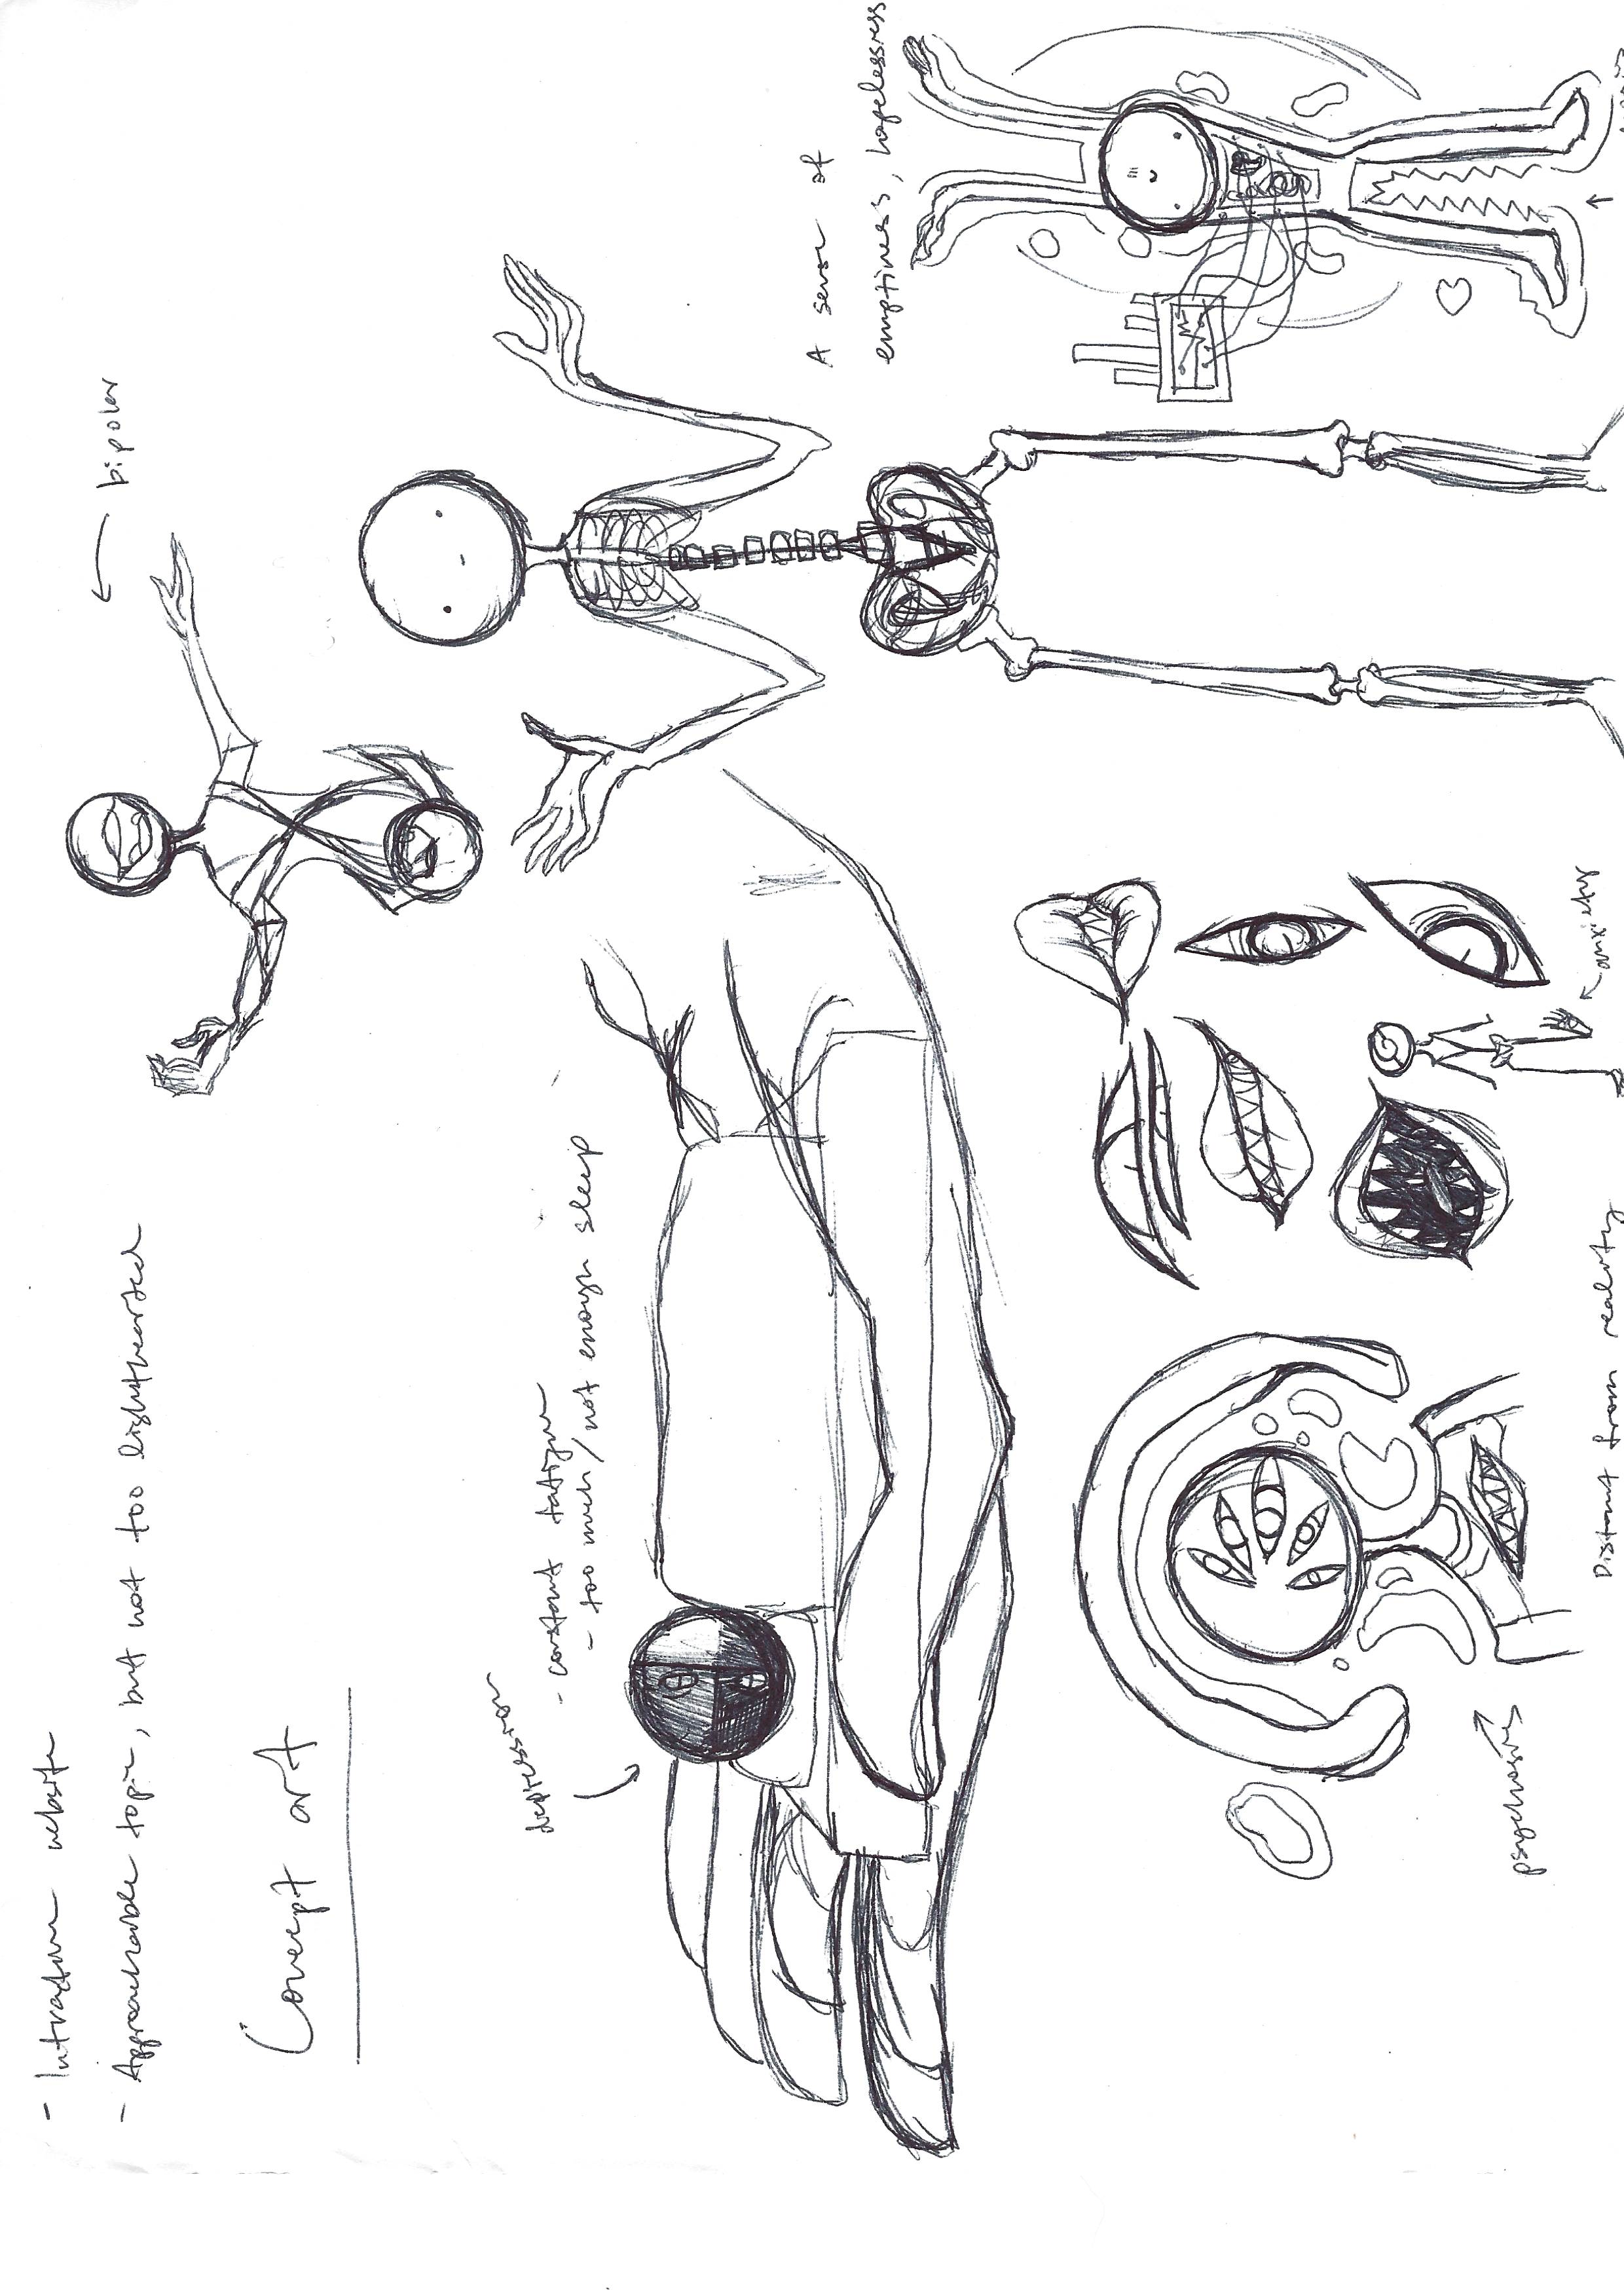 - Intradim website
- Approachable topic, but not too lighthearted
Concept art
← bipolar
depression
- constant fatigue
- too much/not enough sleep
A sense of
emptiness, hopelessness
psychosis
Distant from reality
← anxiety